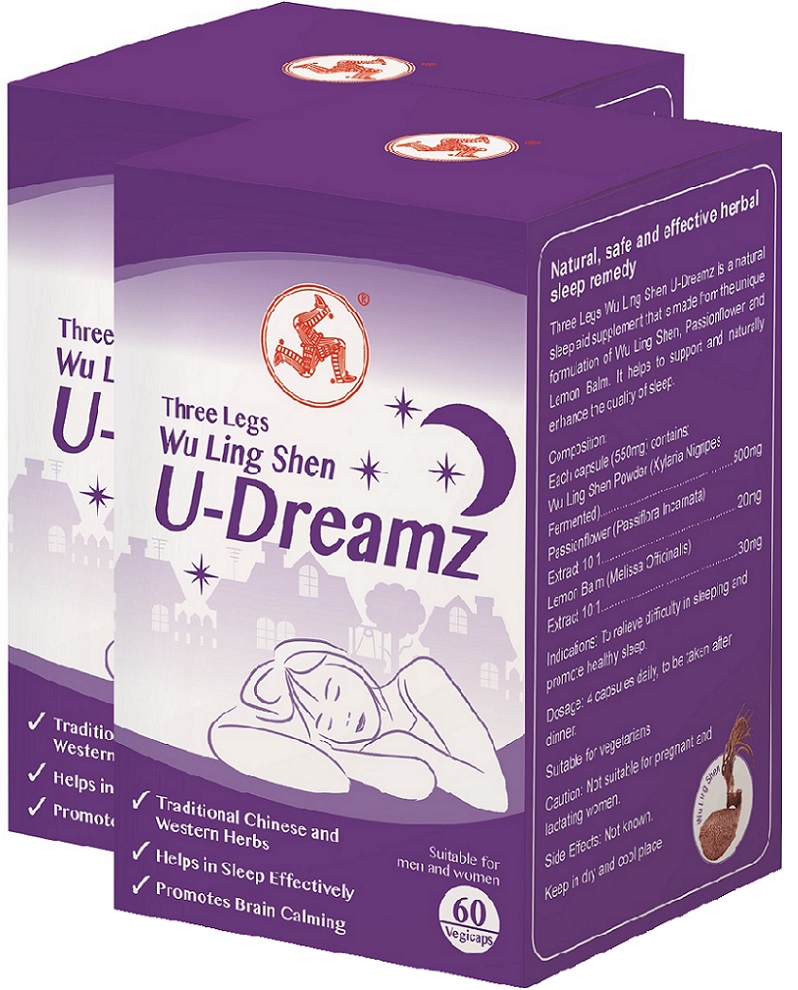 Three
Wu L
U-
Traditio
Western
Helps in
Promote
®
Three Legs
Wu Ling Shen
U-Dreamz
✓ Traditional Chinese and
Western Herbs
✓ Helps in Sleep Effectively
✓ Promotes Brain Calming
Suitable for
men and women
60
Vegicaps
Natural, safe and effective herbal
sleep remedy
Three Legs Wu Ling Shen U-Dreamz is a natural
sleep aid supplement that is made from the unique
formulation of Wu Ling Shen, Passionflower and
Lemon Balm. It helps to support and naturally
enhance the quality of sleep.
Composition:
Each capsule (550mg) contains:
Wu Ling Shen Powder (Xylaria Nigripes
Fermented)..............................500mg
Passionflower (Passiflora Incarnata)
Extract 10:1..............................20mg
Lemon Balm (Melissa Officinalis)
Extract 10:1..............................30mg
Indications: To relieve difficulty in sleeping and
promote healthy sleep.
Dosage: 4 capsules daily, to be taken after
dinner.
Suitable for vegetarians
Caution: Not suitable for pregnant and
lactating women.
Side Effects: Not known.
Keep in dry and cool place
Wu Ling Shen